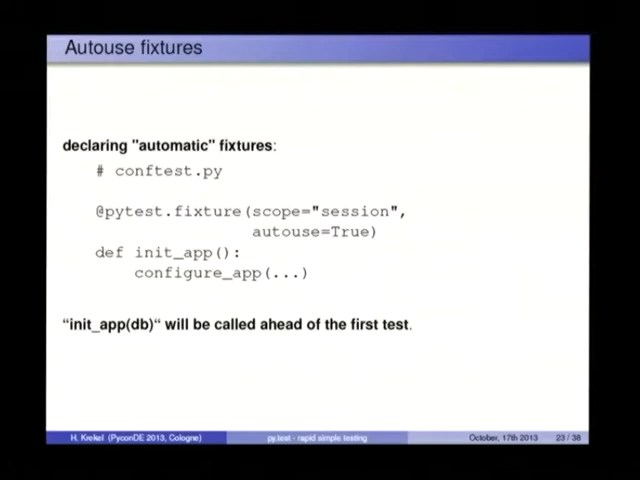 Autouse fixtures
declaring "automatic" fixtures:
# conftest.py
@pytest.fixture(scope="session",
autouse=True)
def init_app():
configure_app(...)
“init_app(db)“ will be called ahead of the first test.
H. Krekel (PyconDE 2013, Cologne) py.test - rapid simple testing October, 17th 2013 23 / 38